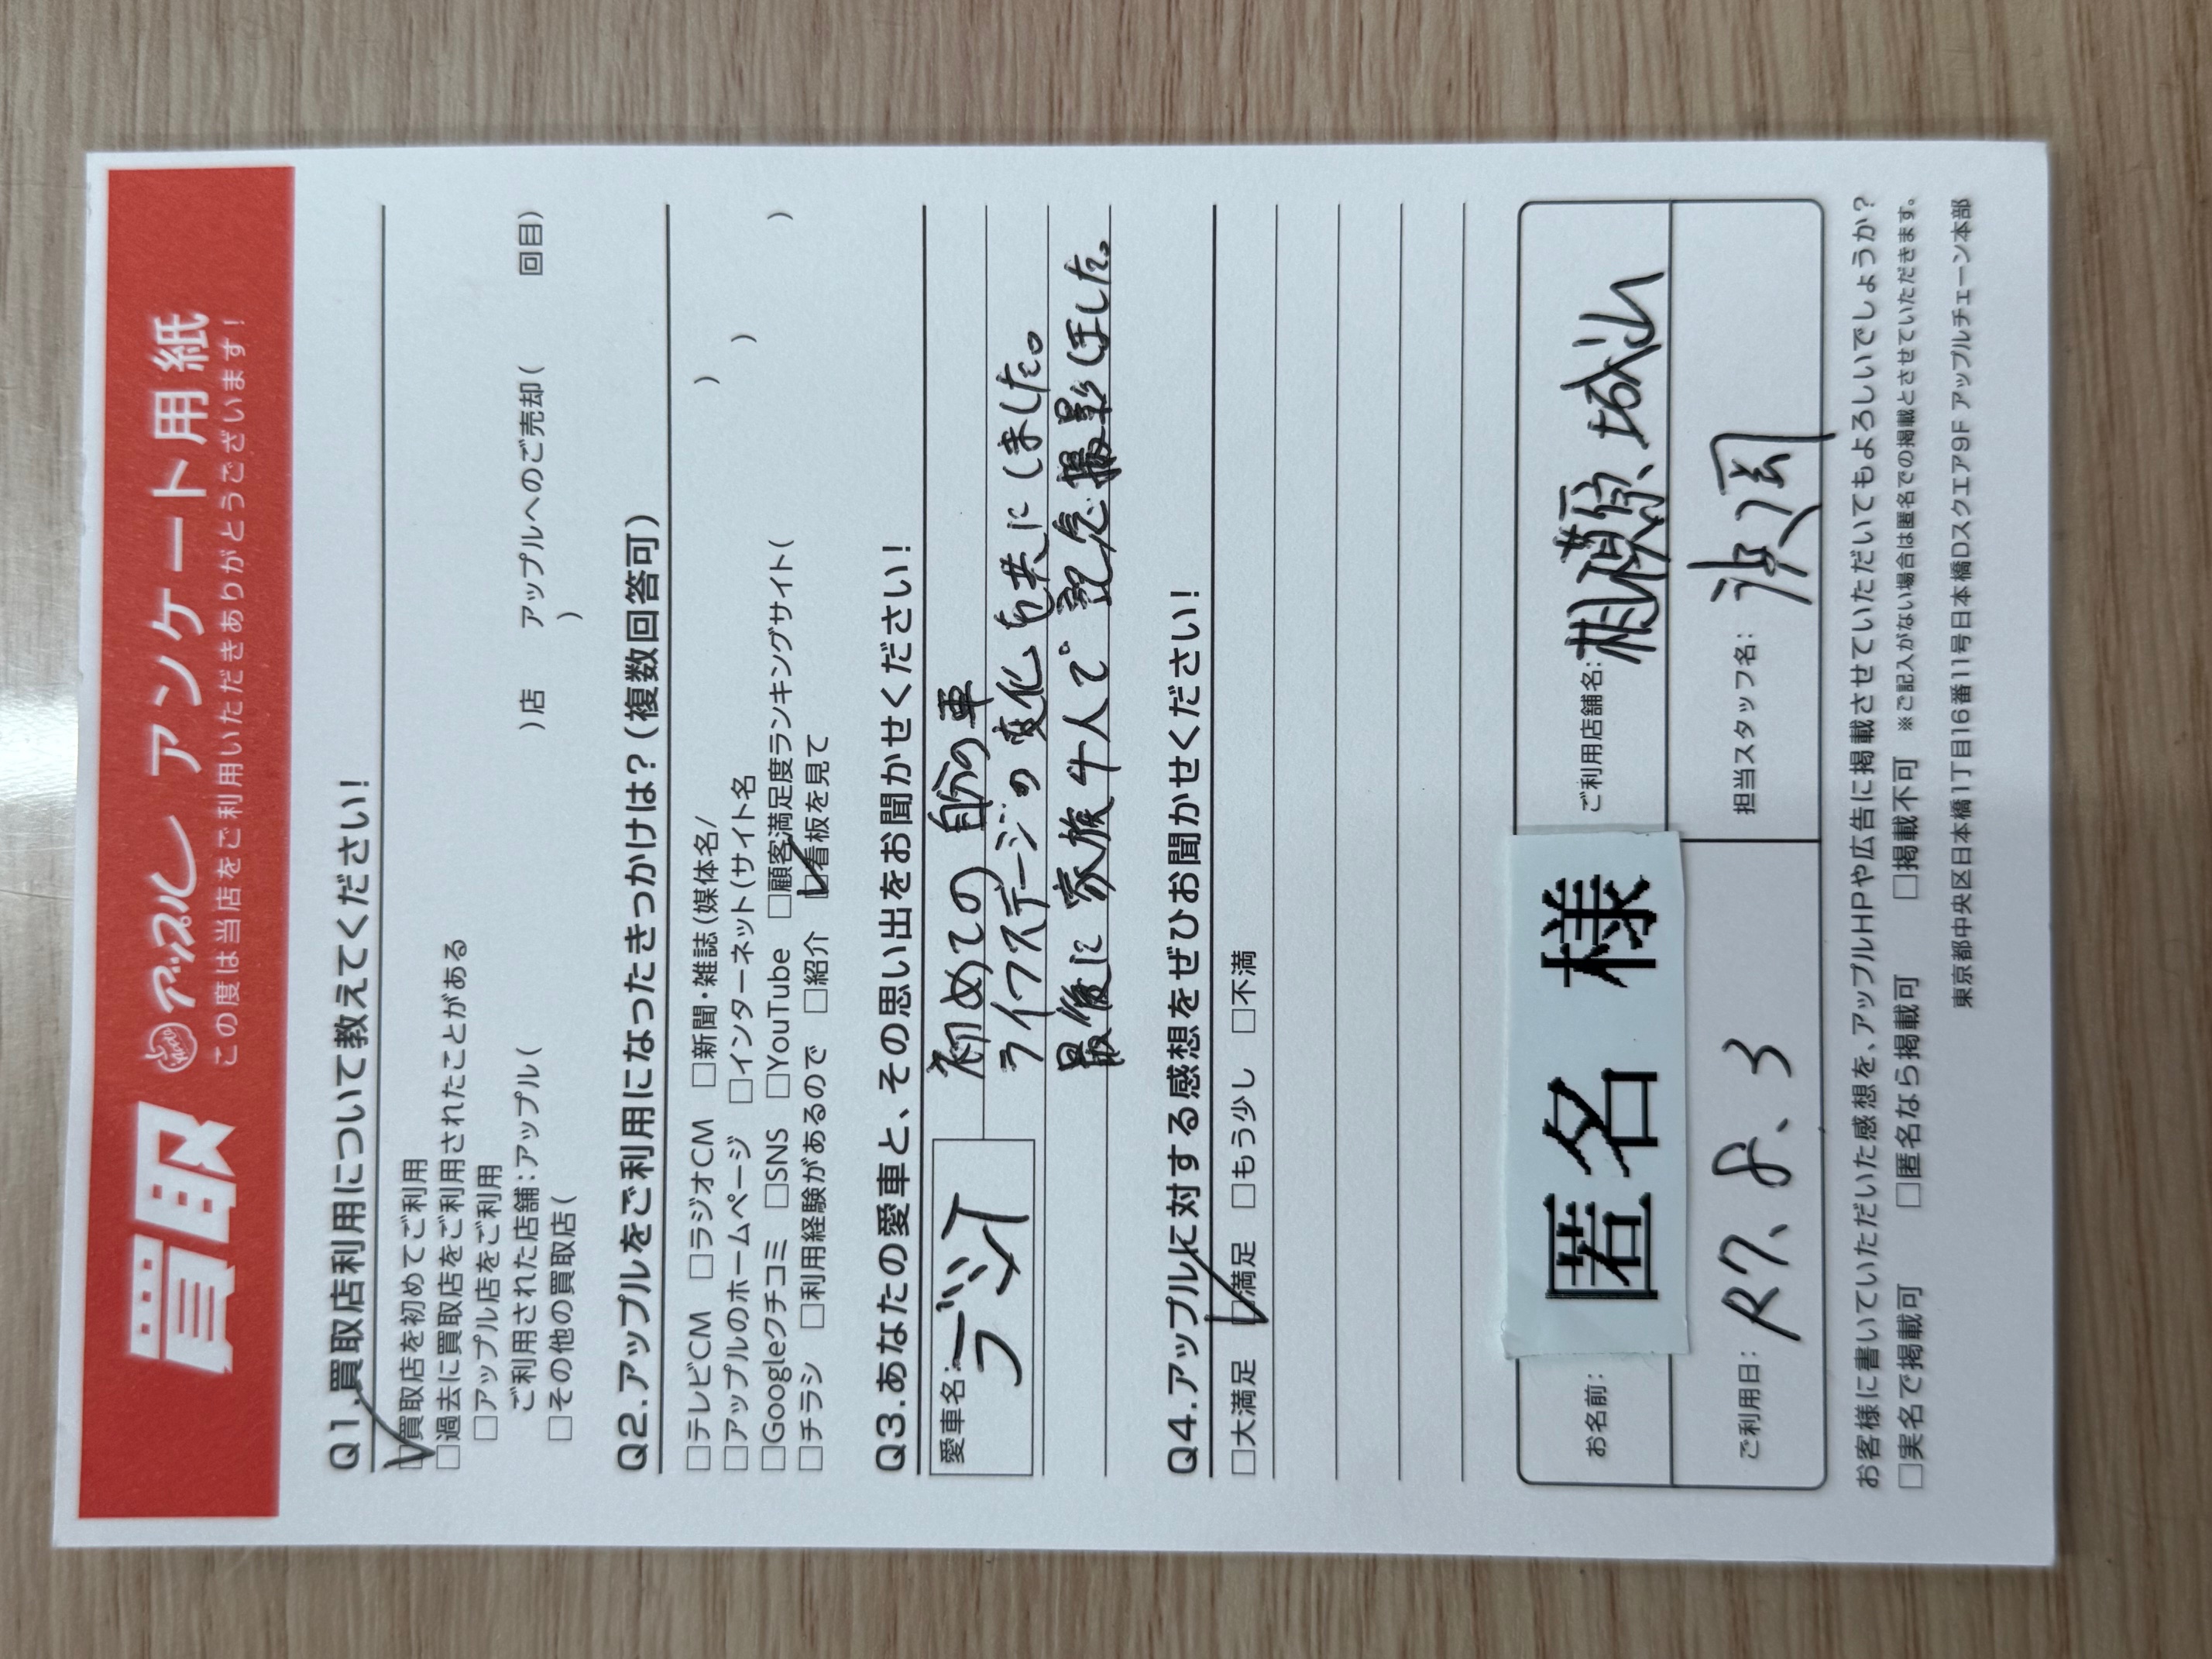 買取 アップル アンケート用紙
この度は当店をご利用いただきありがとうございます!
Q1.買取店利用について教えてください!
□買取店を初めてご利用
□過去に買取店をご利用されたことがある
□アップル店をご利用
ご利用された店舗:アップル( )店 アップルへのご売却( 回目)
□その他の買取店( )
Q2.アップルをご利用になったきっかけは?(複数回答可)
□テレビCM □ラジオCM □新聞・雑誌(媒体名/ )
□アップルのホームページ □インターネット(サイト名 )
□Googleクチコミ □SNS □YouTube □顧客満足度ランキングサイト( )
□チラシ □利用経験があるので □紹介 □看板を見て
Q3.あなたの愛車と、その思い出をお聞かせください!
愛車名: 初めての自分の車
ライフステージの変化を共にしました。
最後に家族4人で記念撮影しました。
Q4.アップルに対する感想をぜひお聞かせください!
□大満足 □満足 □もう少し □不満
お名前: 匿名 様 ご利用店舗名: 相模原城山
ご利用日: R7、8、3 担当スタッフ名:
お客様に書いていただいた感想を、アップルHPや広告に掲載させていただいてもよろしいでしょうか?
□実名で掲載可 □匿名なら掲載可 □掲載不可 ※ご記入がない場合は匿名での掲載とさせていただきます。
東京都中央区日本橋1丁目16番11号日本橋Dスクエア9F アップルチェーン本部